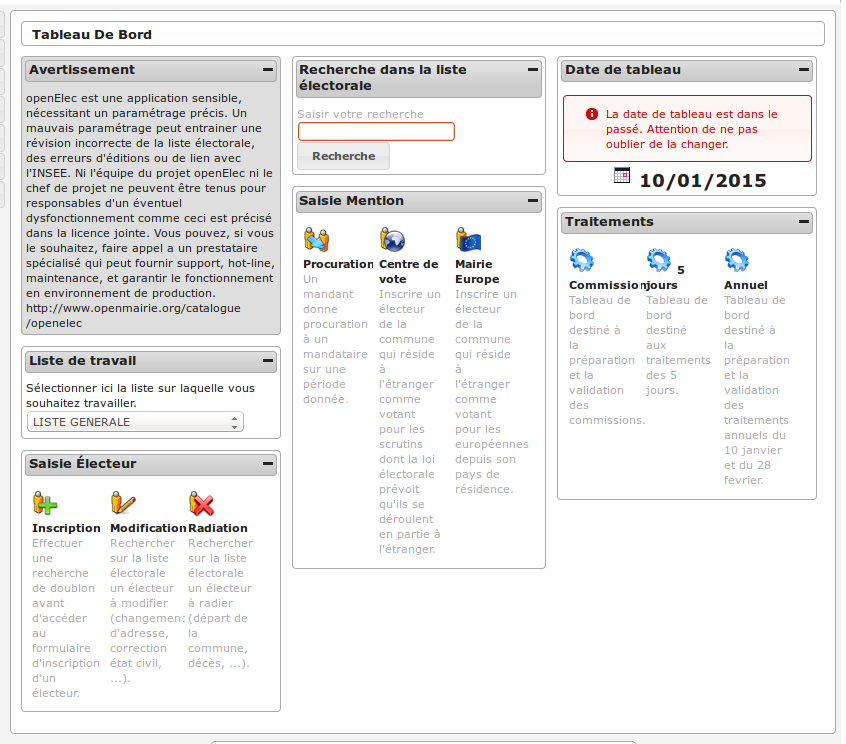 Tableau De Bord
Avertissement
openElec est une application sensible,
nécessitant un paramétrage précis. Un
mauvais paramétrage peut entrainer une
révision incorrecte de la liste électorale,
des erreurs d'éditions ou de lien avec
l'INSEE. Ni l'équipe du projet openElec ni le
chef de projet ne peuvent être tenus pour
responsables d'un éventuel
dysfonctionnement comme ceci est précisé
dans la licence jointe. Vous pouvez, si vous
le souhaitez, faire appel a un prestataire
spécialisé qui peut fournir support, hot-line,
maintenance, et garantir le fonctionnement
en environnement de production.
http://www.openmairie.org/catalogue
/openelec
Liste de travail
Sélectionner ici la liste sur laquelle vous
souhaitez travailler.
LISTE GENERALE
Saisie Électeur
Inscription
Effectuer
une
recherche
de doublon
avant
d'accéder
au
formulaire
d'inscription
d'un
électeur.
Modification
Rechercher
sur la liste
électorale
un électeur
à modifier
(changement
d'adresse,
correction
état civil,
...).
Radiation
Rechercher
sur la liste
électorale
un électeur
à radier
(départ de
la
commune,
décès, ...).
Recherche dans la liste
électorale
Saisir votre recherche
Recherche
Saisie Mention
Procuration
Un
mandant
donne
procuration
à un
mandataire
sur une
période
donnée.
Centre de
vote
Inscrire un
électeur
de la
commune
qui réside
à
l'étranger
comme
votant
pour les
scrutins
dont la loi
électorale
prévoit
qu'ils se
déroulent
en partie à
l'étranger.
Mairie
Europe
Inscrire un
électeur
de la
commune
qui réside
à
l'étranger
comme
votant
pour les
européennes
depuis son
pays de
résidence.
Date de tableau
La date de tableau est dans le
passé. Attention de ne pas
oublier de la changer.
10/01/2015
Traitements
Commission
Tableau de
bord
destiné à
la
préparation
et la
validation
des
commissions.
5
jours
Tableau de
bord
destiné
aux
traitements
des 5
jours.
Annuel
Tableau de
bord
destiné à
la
préparation
et la
validation
des
traitements
annuels du
10 janvier
et du 28
fevrier.